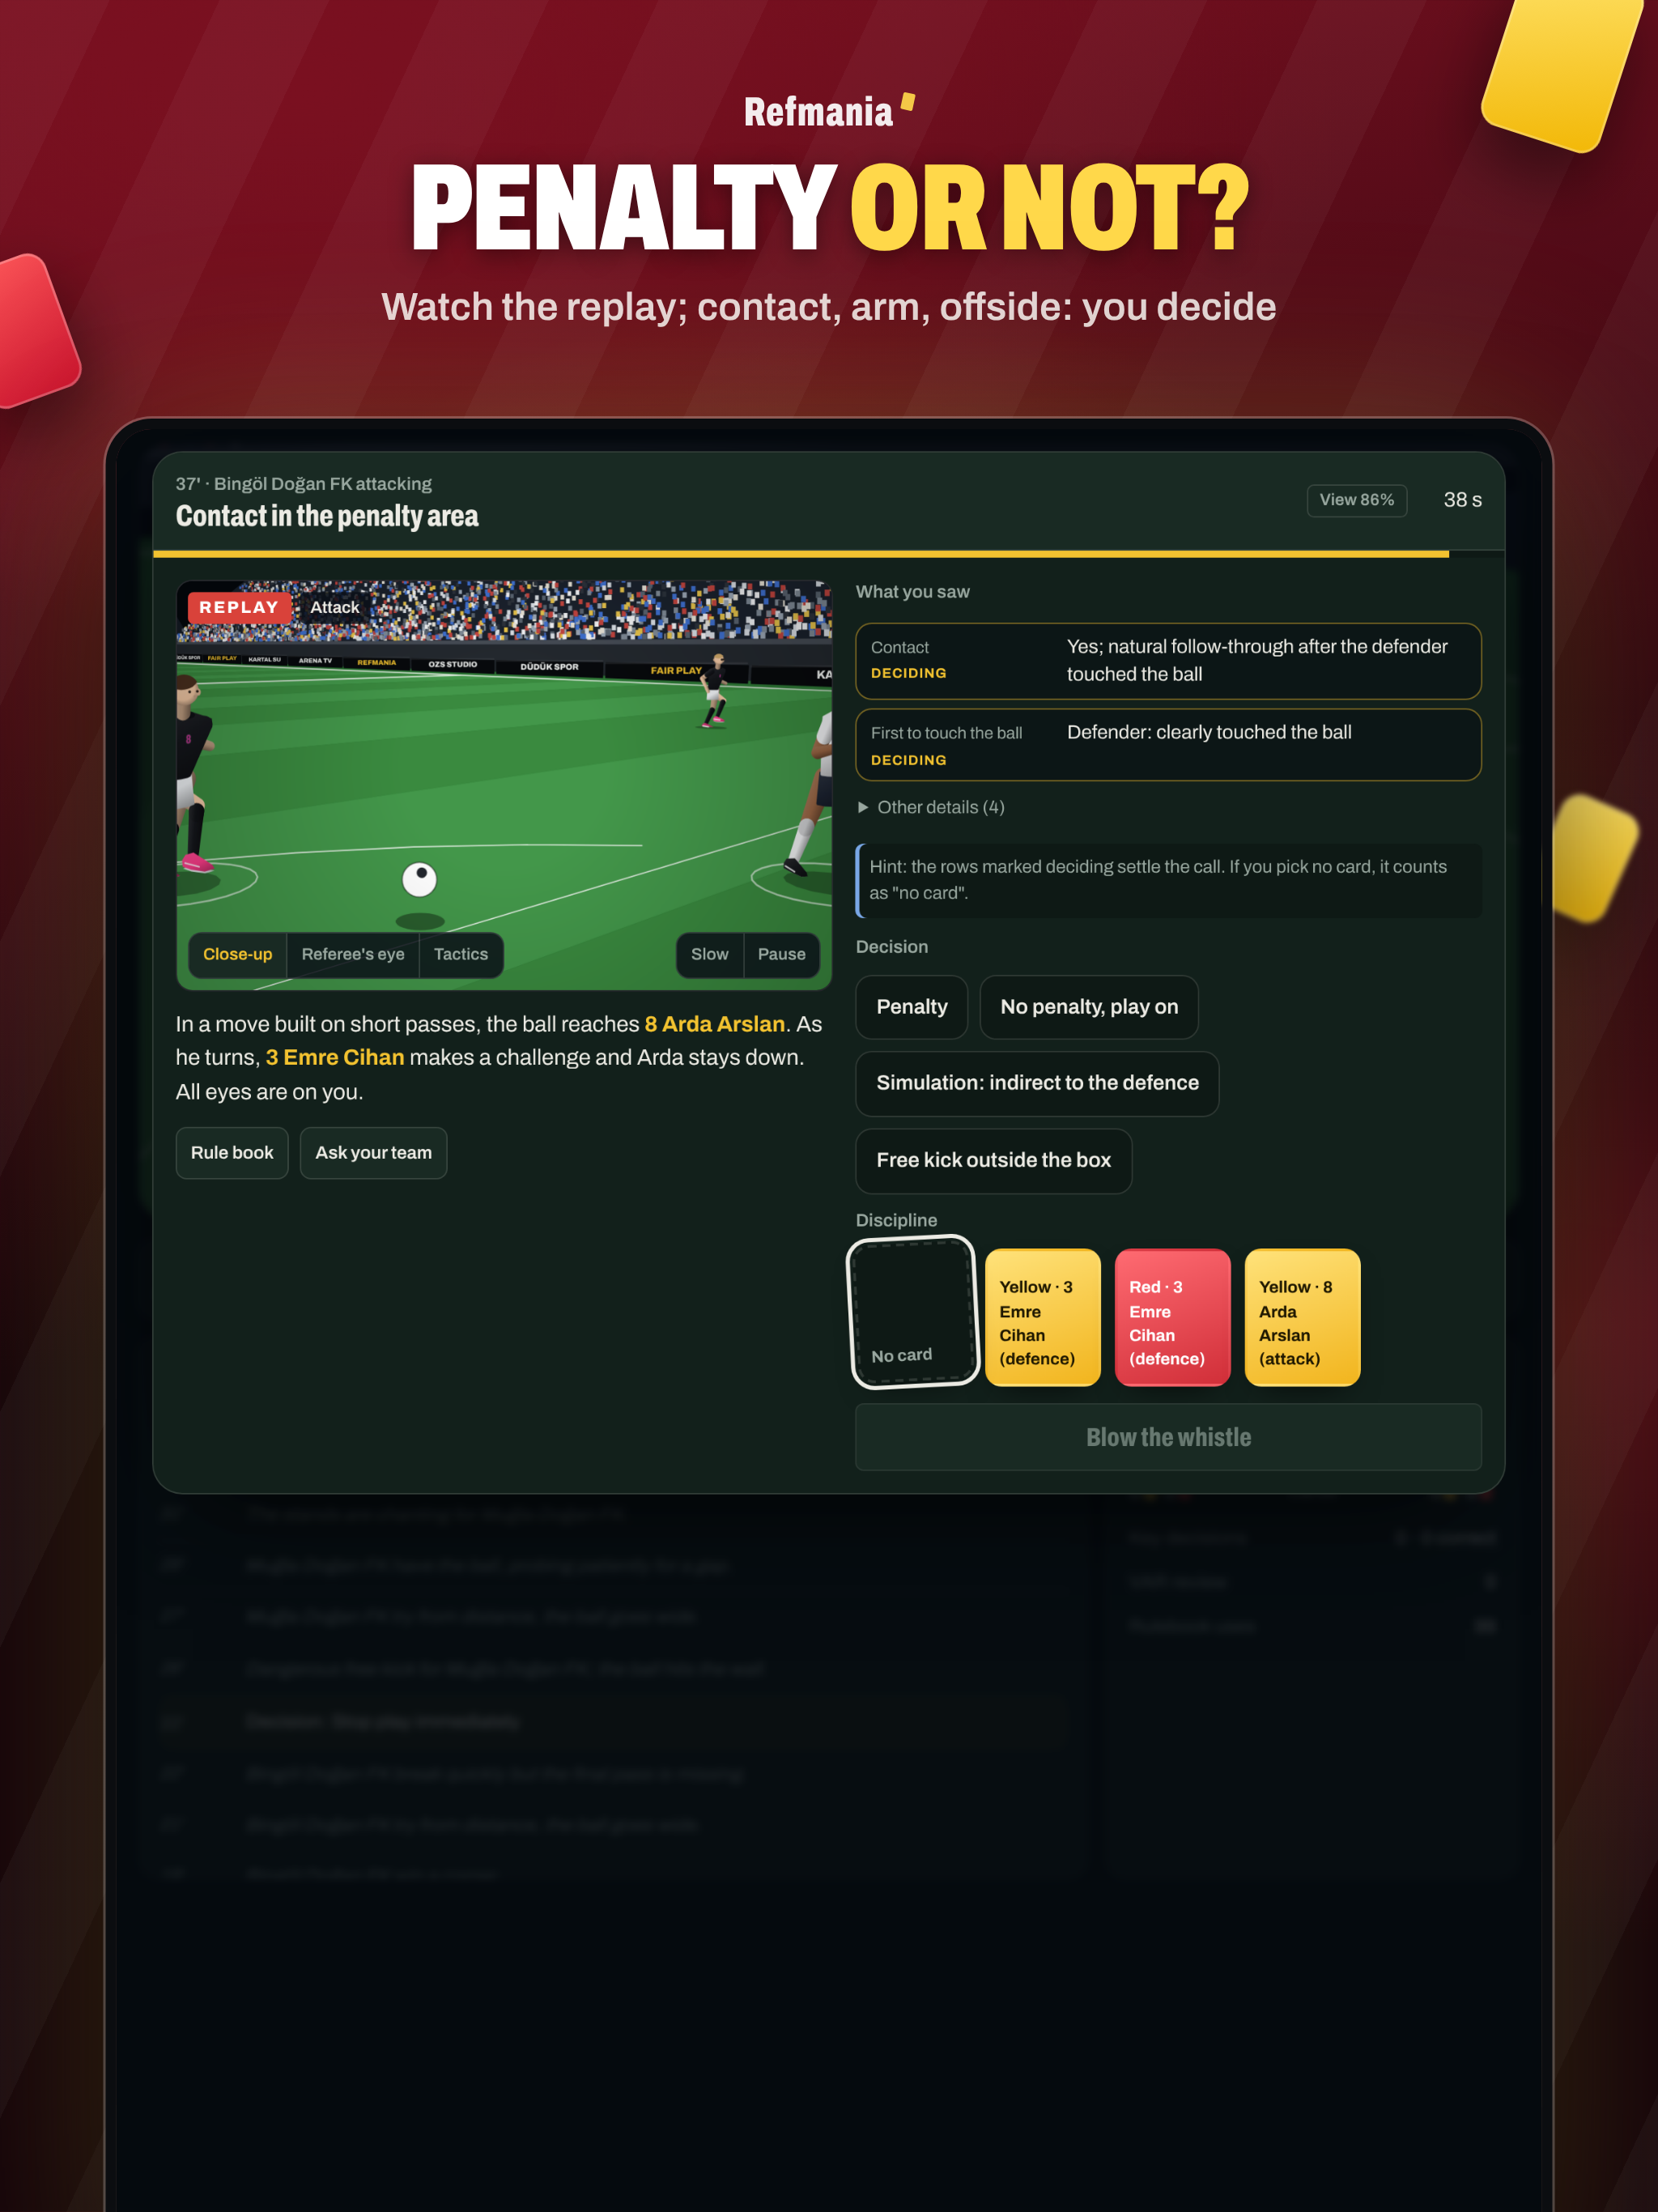 Refmania
PENALTY OR NOT?
Watch the replay; contact, arm, offside: you decide
37' · Bingöl Doğan FK attacking
Contact in the penalty area
View 86%
38 s
REPLAY
Attack
FAIR PLAY
KARTAL SU
ARENA TV
REFMANIA
OZS STUDIO
DÜDÜK SPOR
FAIR PLAY
KA
8
Close-up
Referee's eye
Tactics
Slow
Pause
In a move built on short passes, the ball reaches 8 Arda Arslan. As
he turns, 3 Emre Cihan makes a challenge and Arda stays down.
All eyes are on you.
Rule book
Ask your team
What you saw
Contact
DECIDING
Yes; natural follow-through after the defender
touched the ball
First to touch the ball
DECIDING
Defender: clearly touched the ball
Other details (4)
Hint: the rows marked deciding settle the call. If you pick no card, it counts
as "no card".
Decision
Penalty
No penalty, play on
Simulation: indirect to the defence
Free kick outside the box
Discipline
No card
Yellow · 3
Emre
Cihan
(defence)
Red · 3
Emre
Cihan
(defence)
Yellow · 8
Arda
Arslan
(attack)
Blow the whistle